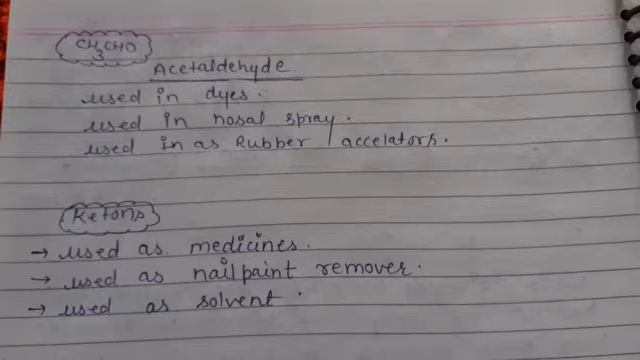 CH3CHO
Acetaldehyde.
used in dyes.
used in nosal spray.
used in as Rubber accelators.
Ketons
→ used as medicines.
→ used as nailpaint remover.
→ used as solvent.